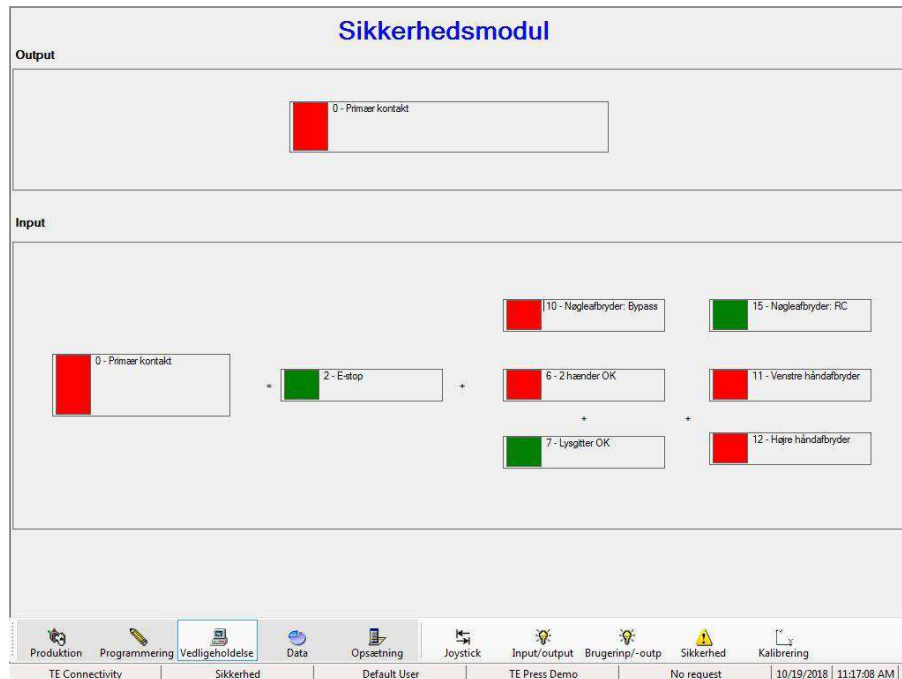 Sikkerhedsmodul
Output
0 - Primær kontakt
Input
10 - Nøgleafbryder: Bypass
15 - Nøgleafbryder: RC
0 - Primær kontakt
=
2 - E-stop
+
6 - 2 hænder OK
11 - Venstre håndafbryder
+
+
7 - Lysgitter OK
12 - Højre håndafbryder
Produktion Programmering Vedligeholdelse Data Opsætning Joystick Input/output Brugerinp/-outp Sikkerhed Kalibrering
TE Connectivity Sikkerhed Default User TE Press Demo No request 10/19/2018 11:17:08 AM